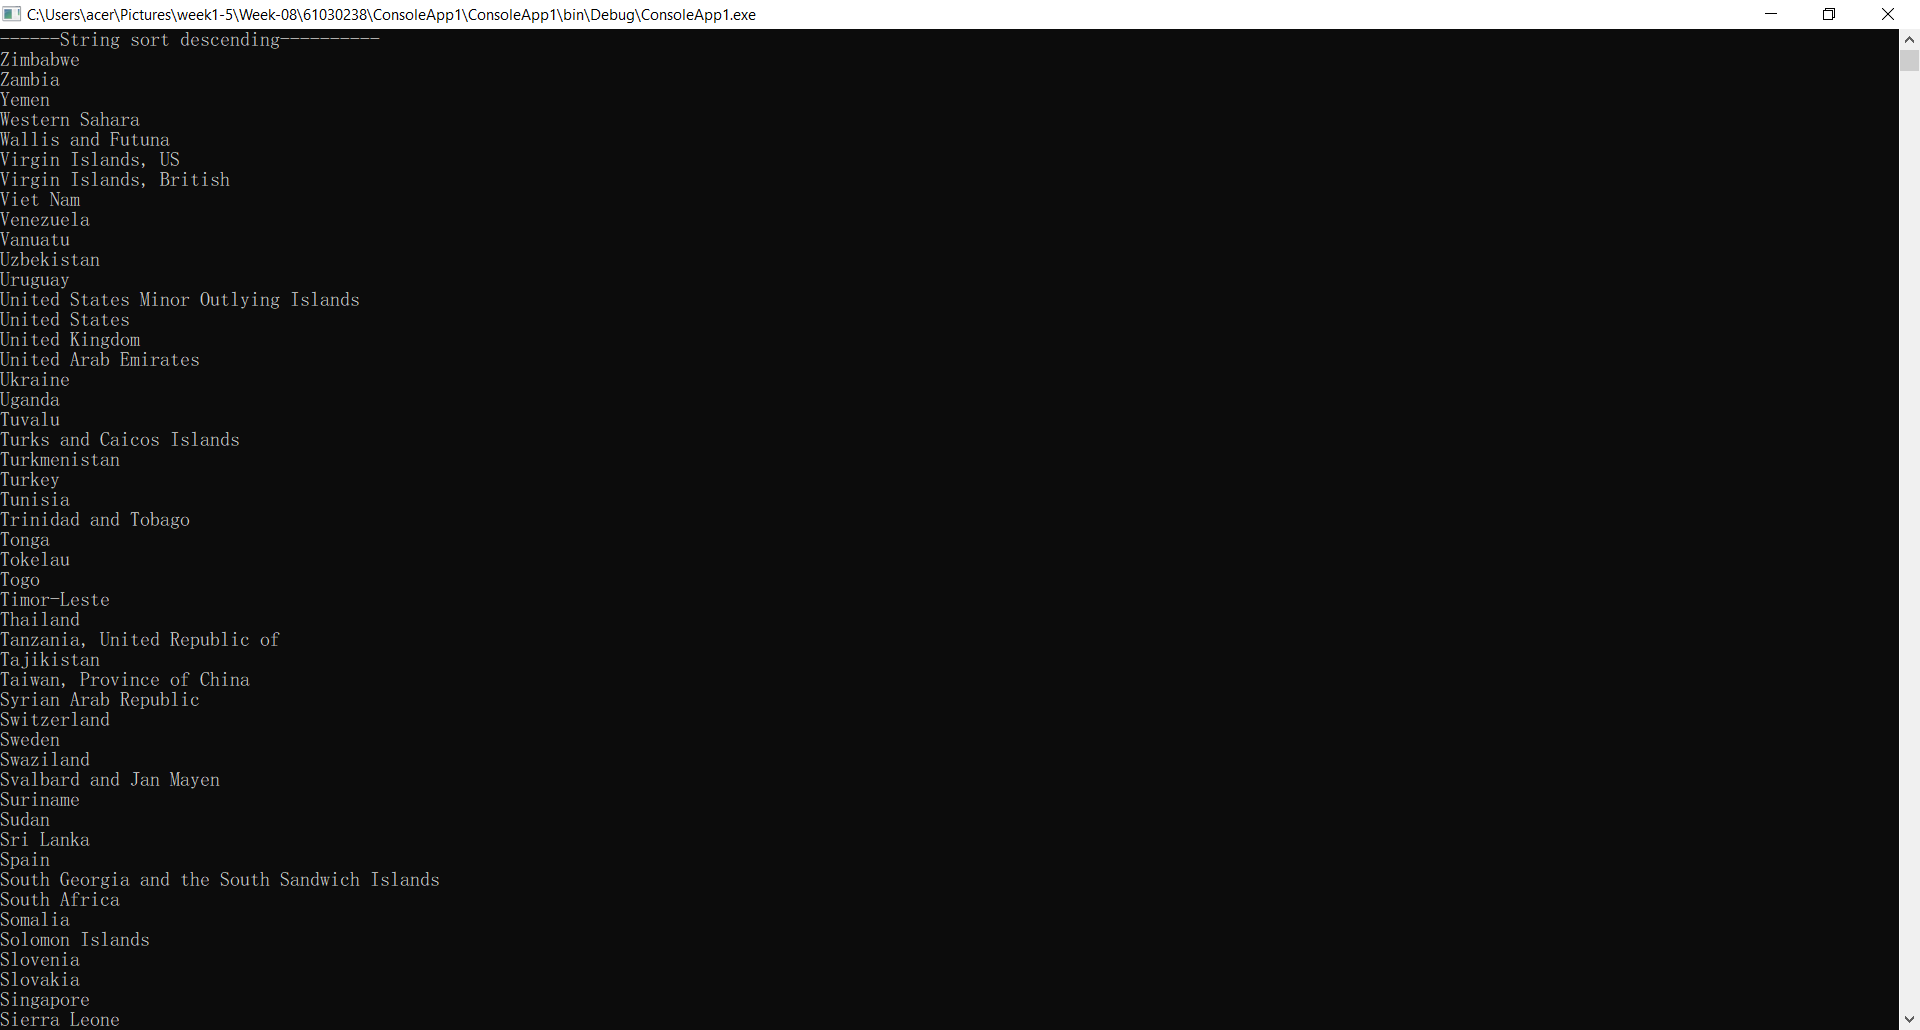 C:\Users\acer\Pictures\week1-5\Week-08\61030238\ConsoleApp1\ConsoleApp1\bin\Debug\ConsoleApp1.exe
------String sort descending----------
Zimbabwe
Zambia
Yemen
Western Sahara
Wallis and Futuna
Virgin Islands, US
Virgin Islands, British
Viet Nam
Venezuela
Vanuatu
Uzbekistan
Uruguay
United States Minor Outlying Islands
United States
United Kingdom
United Arab Emirates
Ukraine
Uganda
Tuvalu
Turks and Caicos Islands
Turkmenistan
Turkey
Tunisia
Trinidad and Tobago
Tonga
Tokelau
Togo
Timor-Leste
Thailand
Tanzania, United Republic of
Tajikistan
Taiwan, Province of China
Syrian Arab Republic
Switzerland
Sweden
Swaziland
Svalbard and Jan Mayen
Suriname
Sudan
Sri Lanka
Spain
South Georgia and the South Sandwich Islands
South Africa
Somalia
Solomon Islands
Slovenia
Slovakia
Singapore
Sierra Leone